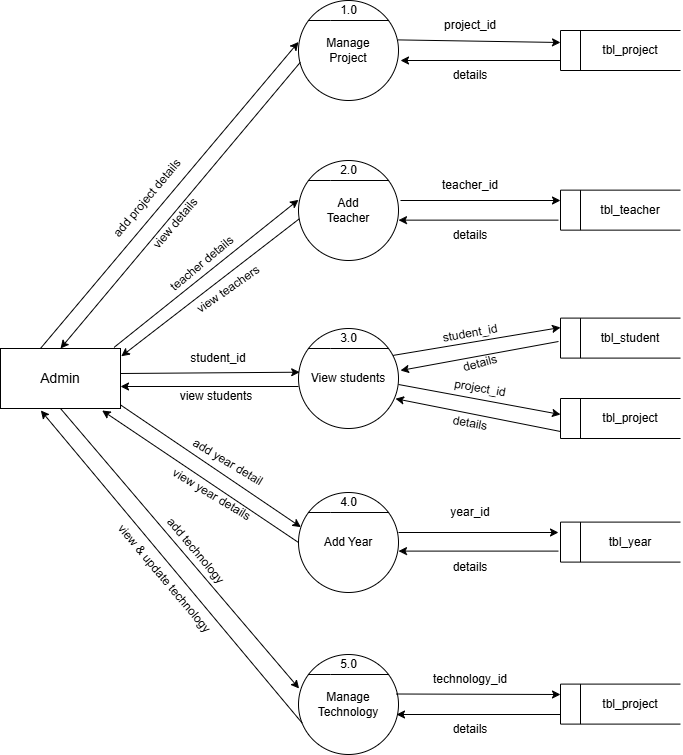 1.0
Manage
Project
project_id
details
tbl_project
add project details
view details
2.0
Add
Teacher
teacher_id
details
tbl_teacher
teacher details
view teachers
Admin
student_id
view students
3.0
View students
student_id
details
tbl_student
project_id
details
tbl_project
add year detail
view year details
4.0
Add Year
year_id
details
tbl_year
add technology
view & update technology
5.0
Manage
Technology
technology_id
details
tbl_project